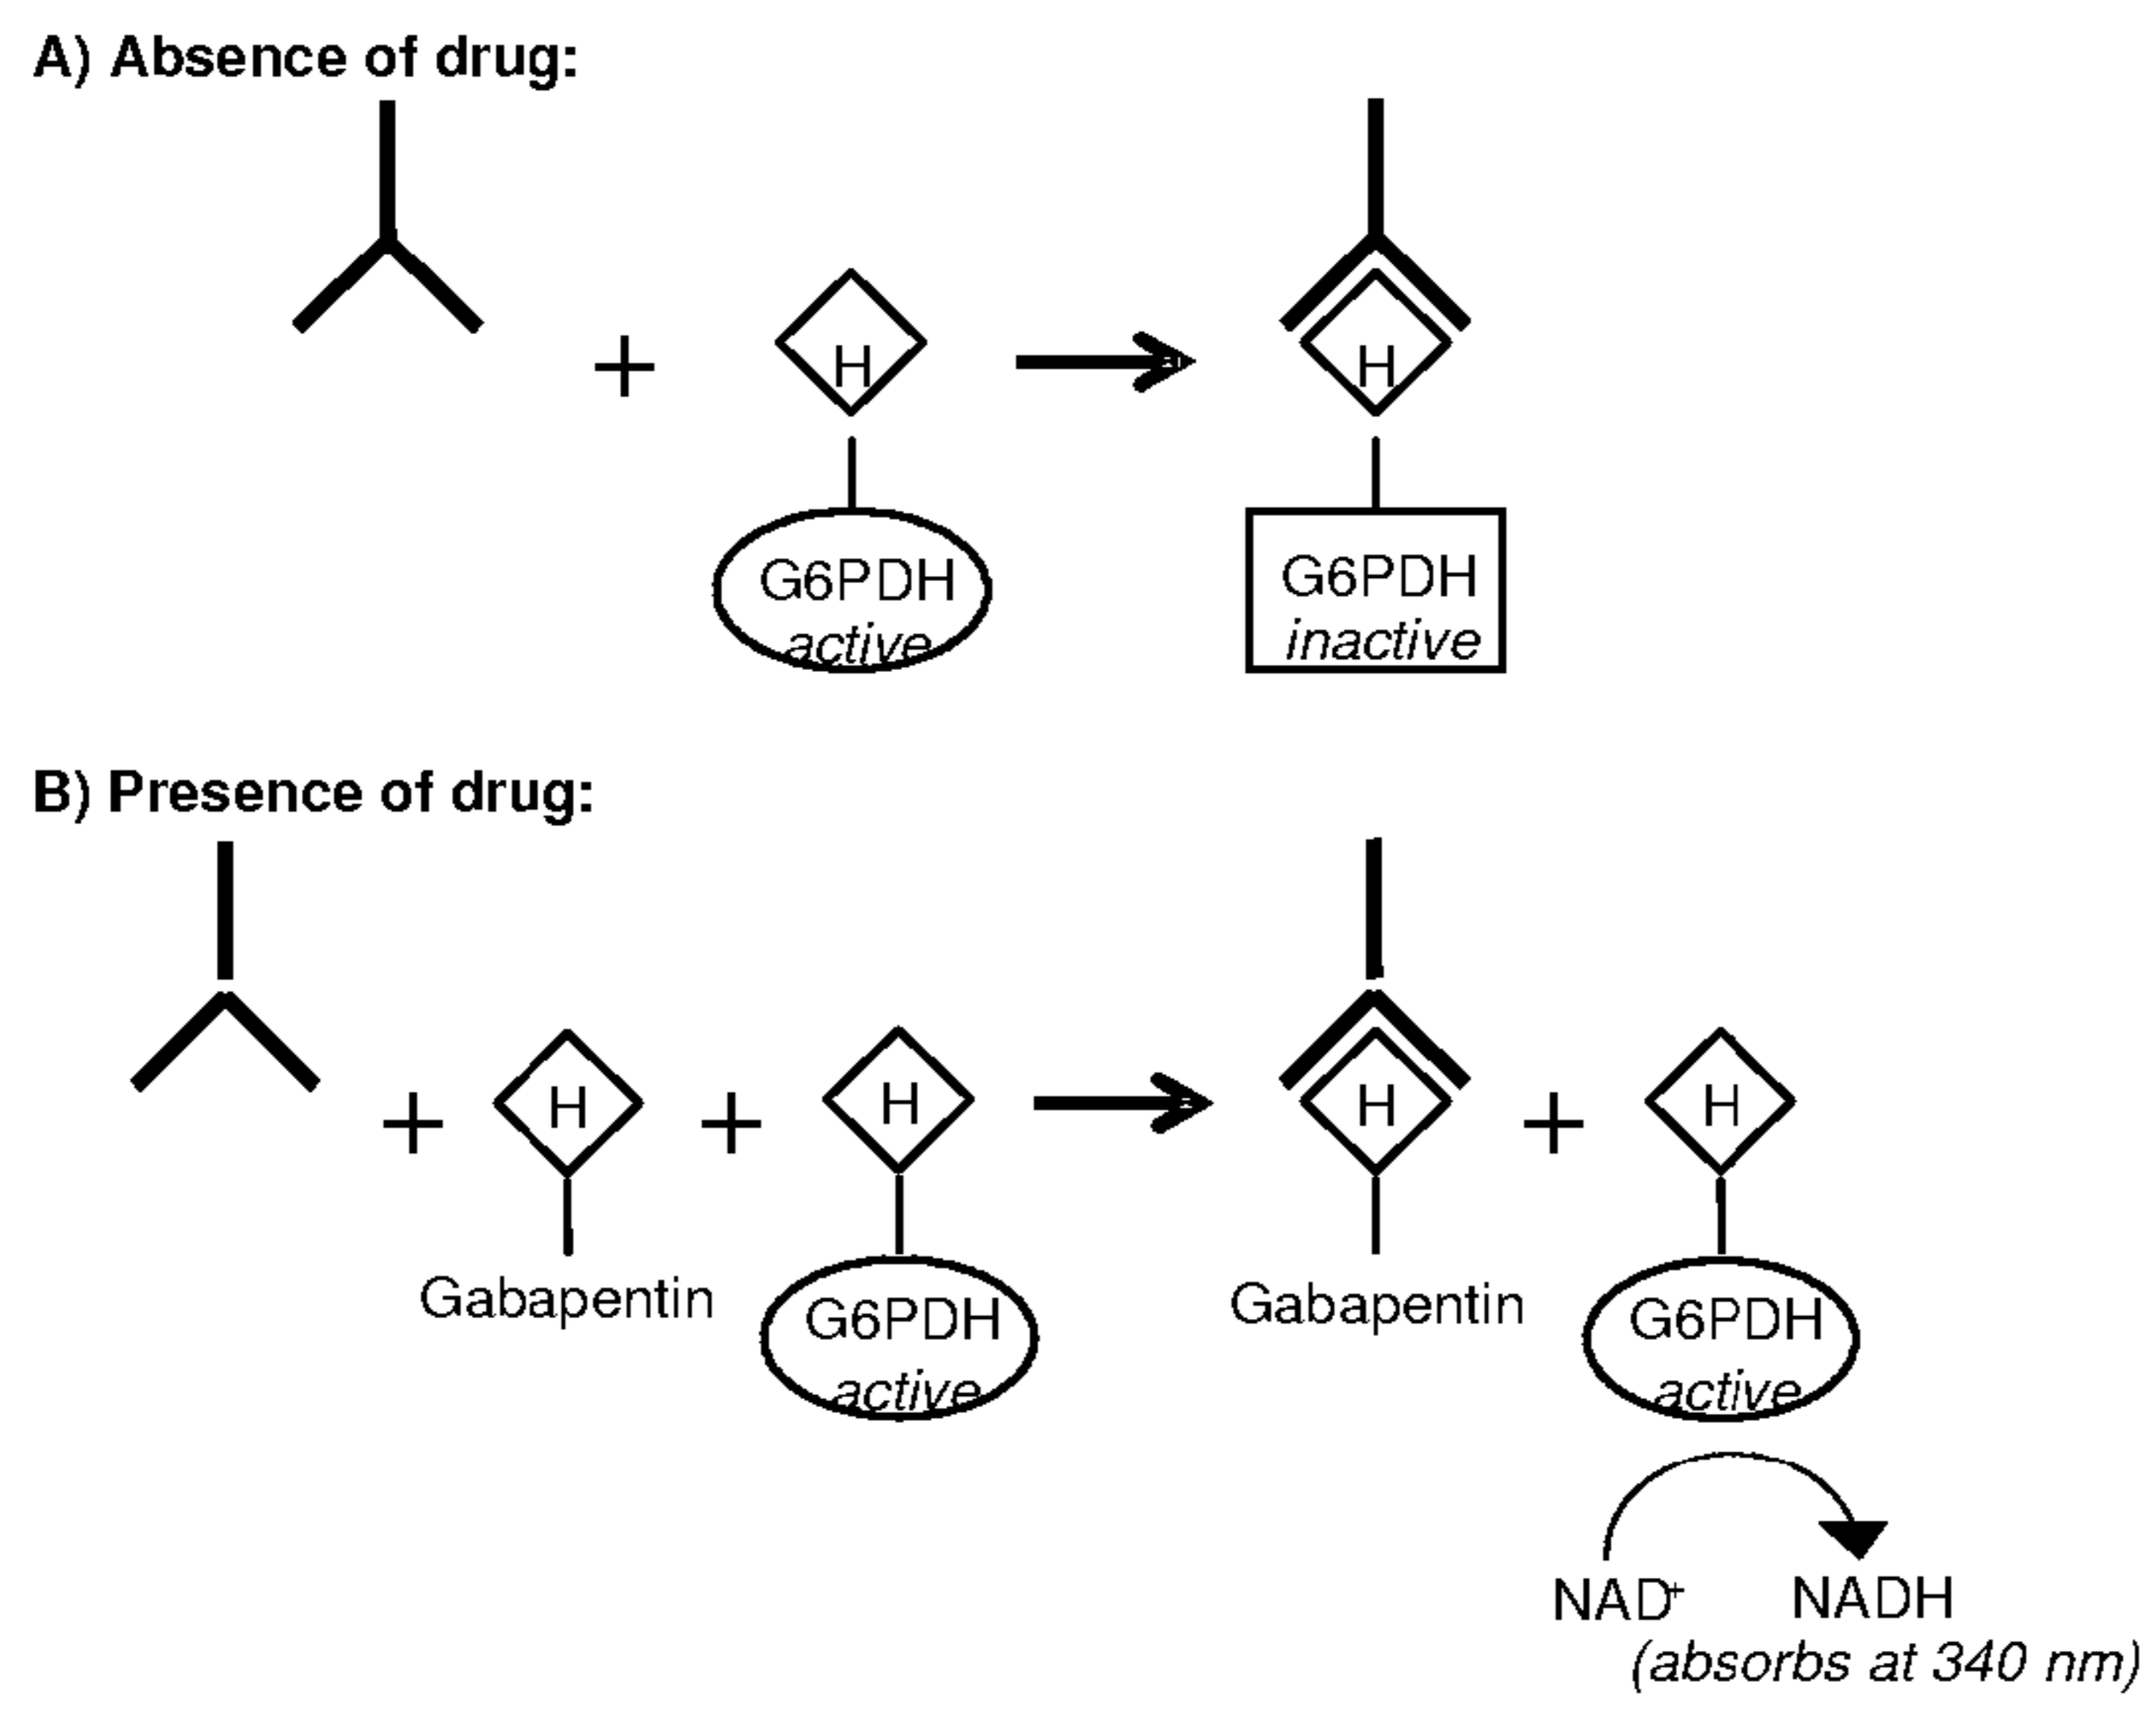 A) Absence of drug:
+
H
H
G6PDH
active
G6PDH
inactive
B) Presence of drug:
+
H
+
H
H
+
H
Gabapentin
G6PDH
active
Gabapentin
G6PDH
active
NAD+ NADH
(absorbs at 340 nm)